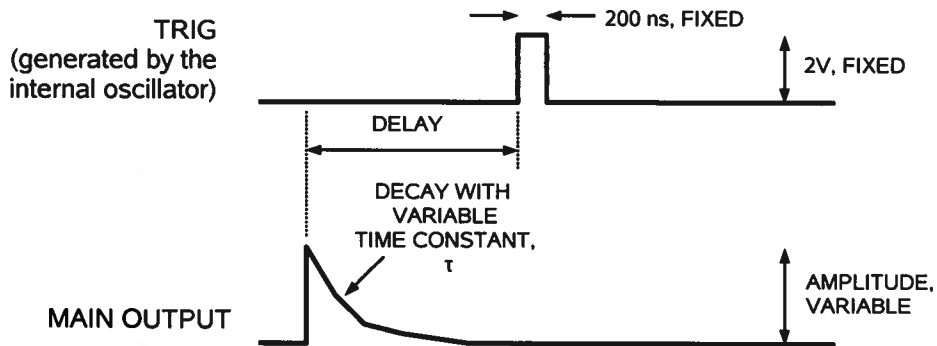 TRIG
(generated by the
internal oscillator)
200 ns, FIXED
2V, FIXED
DELAY
DECAY WITH
VARIABLE
TIME CONSTANT,
τ
AMPLITUDE,
VARIABLE
MAIN OUTPUT